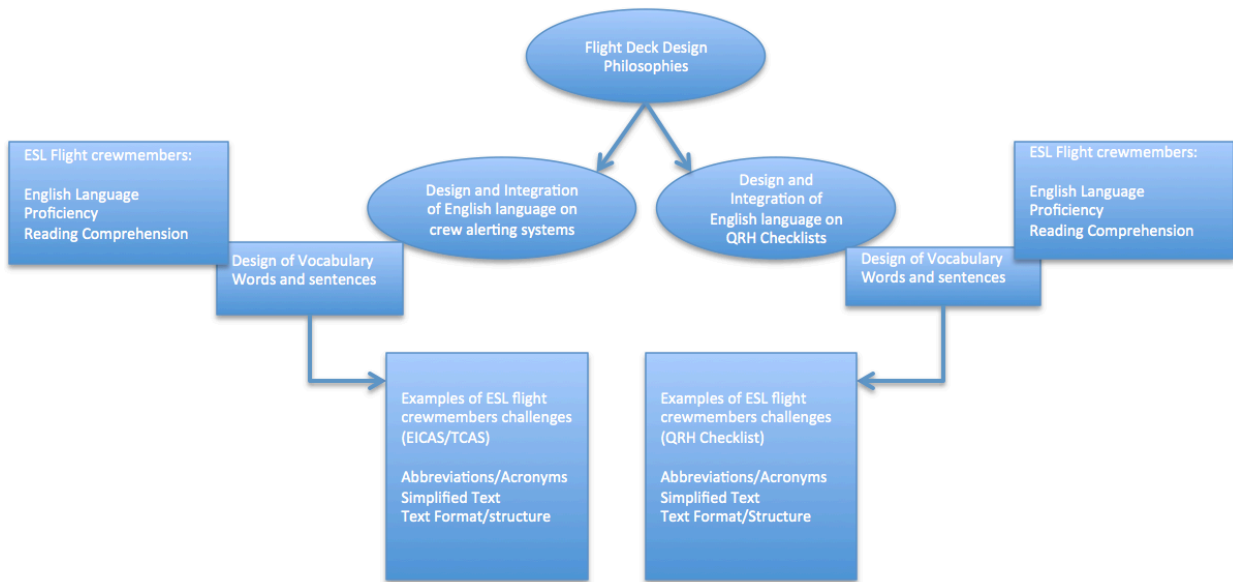 Flight Deck Design
Philosophies
ESL Flight crewmembers:
English Language
Proficiency
Reading Comprehension
Design and Integration
of English language on
crew alerting systems
Design and
Integration of
English language on
QRH Checklists
ESL Flight crewmembers:
English Language
Proficiency
Reading Comprehension
Design of Vocabulary
Words and sentences
Design of Vocabulary
Words and sentences
Examples of ESL flight
crewmembers challenges
(EICAS/TCAS)
Abbreviations/Acronyms
Simplified Text
Text Format/structure
Examples of ESL flight
crewmembers challenges
(QRH Checklist)
Abbreviations/Acronyms
Simplified Text
Text Format/Structure